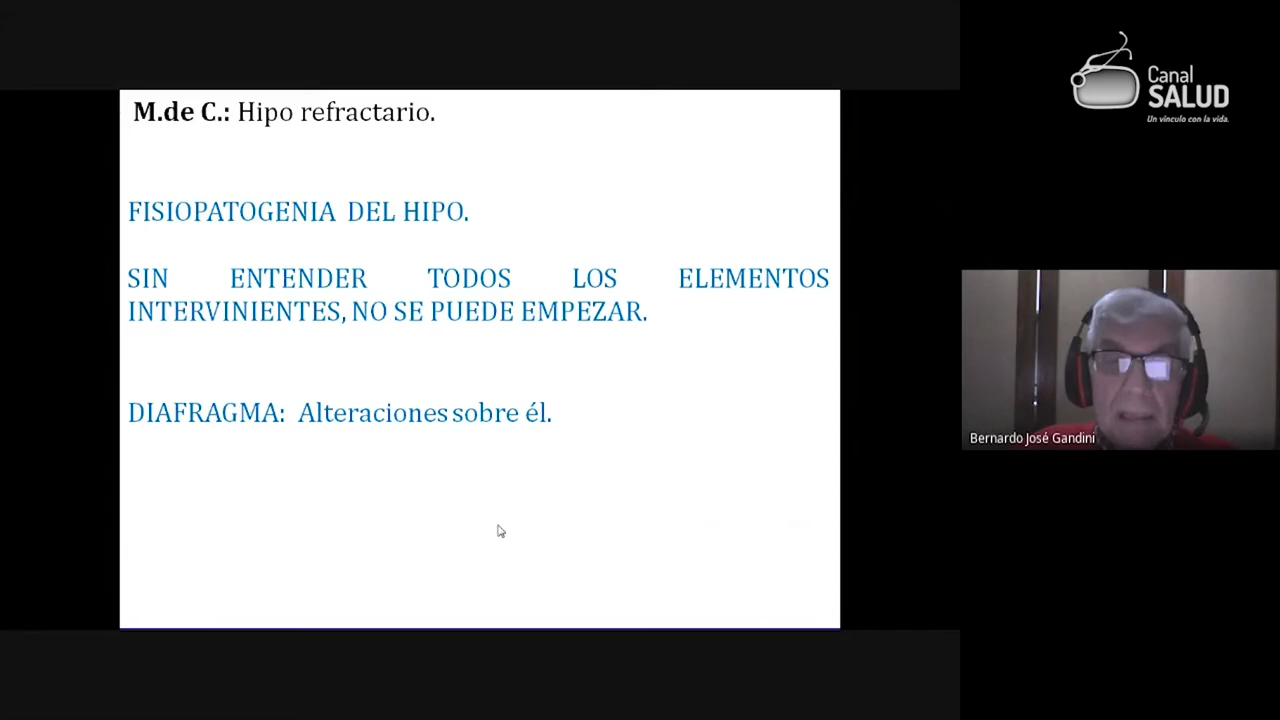 M.de C.: Hipo refractario.
FISIOPATOGENIA DEL HIPO.
SIN ENTENDER TODOS LOS ELEMENTOS
INTERVINIENTES, NO SE PUEDE EMPEZAR.
DIAFRAGMA: Alteraciones sobre él.
Canal
SALUD
Un vínculo con la vida.
Bernardo José Gandini